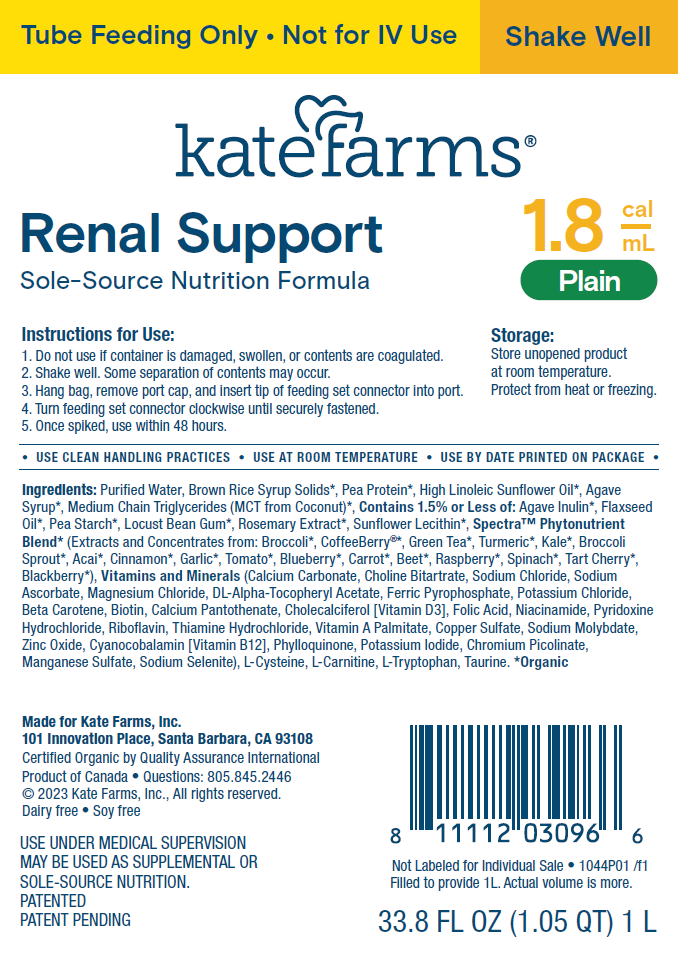 Tube Feeding Only • Not for IV Use
Shake Well
katefarms®
Renal Support
Sole-Source Nutrition Formula
1.8 cal
mL
Plain
Instructions for Use:
1. Do not use if container is damaged, swollen, or contents are coagulated.
2. Shake well. Some separation of contents may occur.
3. Hang bag, remove port cap, and insert tip of feeding set connector into port.
4. Turn feeding set connector clockwise until securely fastened.
5. Once spiked, use within 48 hours.
Storage:
Store unopened product
at room temperature.
Protect from heat or freezing.
• USE CLEAN HANDLING PRACTICES • USE AT ROOM TEMPERATURE • USE BY DATE PRINTED ON PACKAGE •
Ingredients: Purified Water, Brown Rice Syrup Solids*, Pea Protein*, High Linoleic Sunflower Oil*, Agave
Syrup*, Medium Chain Triglycerides (MCT from Coconut)*, Contains 1.5% or Less of: Agave Inulin*, Flaxseed
Oil*, Pea Starch*, Locust Bean Gum*, Rosemary Extract*, Sunflower Lecithin*, Spectra™ Phytonutrient
Blend* (Extracts and Concentrates from: Broccoli*, CoffeeBerry®*, Green Tea*, Turmeric*, Kale*, Broccoli
Sprout*, Acai*, Cinnamon*, Garlic*, Tomato*, Blueberry*, Carrot*, Beet*, Raspberry*, Spinach*, Tart Cherry*,
Blackberry*), Vitamins and Minerals (Calcium Carbonate, Choline Bitartrate, Sodium Chloride, Sodium
Ascorbate, Magnesium Chloride, DL-Alpha-Tocopheryl Acetate, Ferric Pyrophosphate, Potassium Chloride,
Beta Carotene, Biotin, Calcium Pantothenate, Cholecalciferol [Vitamin D3], Folic Acid, Niacinamide, Pyridoxine
Hydrochloride, Riboflavin, Thiamine Hydrochloride, Vitamin A Palmitate, Copper Sulfate, Sodium Molybdate,
Zinc Oxide, Cyanocobalamin [Vitamin B12], Phylloquinone, Potassium Iodide, Chromium Picolinate,
Manganese Sulfate, Sodium Selenite), L-Cysteine, L-Carnitine, L-Tryptophan, Taurine. *Organic
Made for Kate Farms, Inc.
101 Innovation Place, Santa Barbara, CA 93108
Certified Organic by Quality Assurance International
Product of Canada • Questions: 805.845.2446
© 2023 Kate Farms, Inc., All rights reserved.
Dairy free • Soy free
USE UNDER MEDICAL SUPERVISION
MAY BE USED AS SUPPLEMENTAL OR
SOLE-SOURCE NUTRITION.
PATENTED
PATENT PENDING
8 11112 03096 6
Not Labeled for Individual Sale • 1044P01 /f1
Filled to provide 1L. Actual volume is more.
33.8 FL OZ (1.05 QT) 1 L